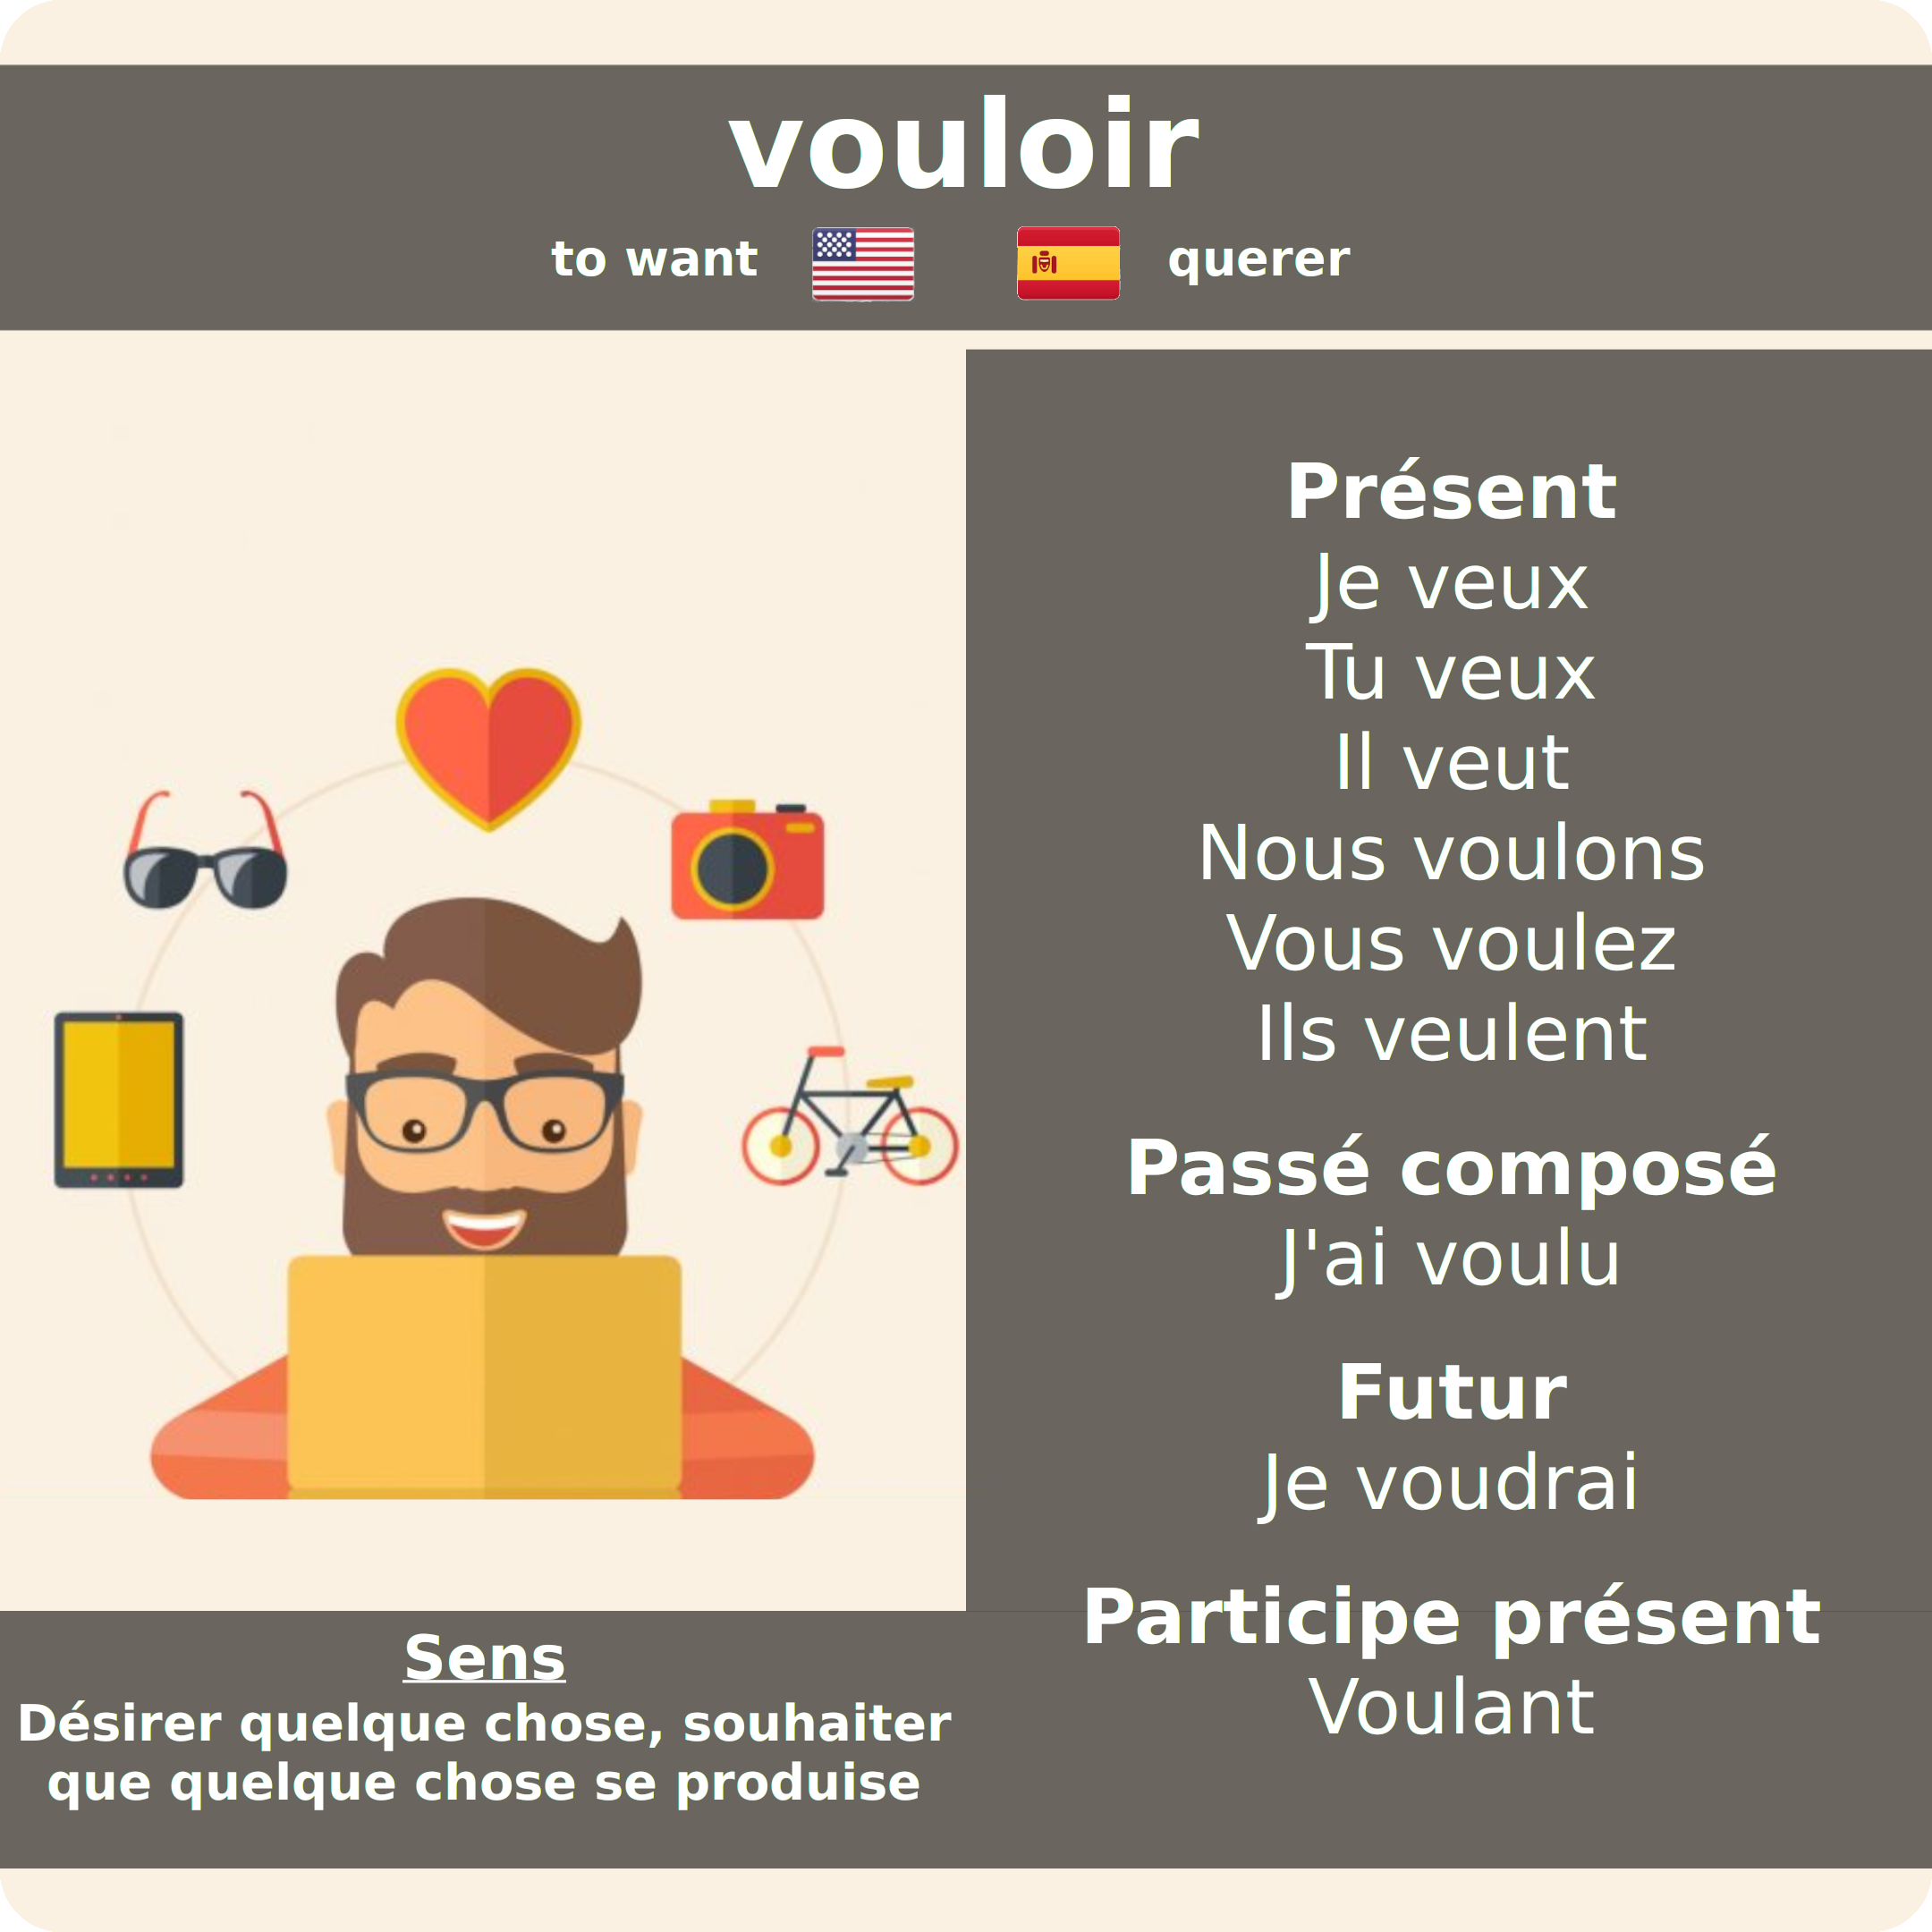 vouloir
to want querer
Présent
Je veux
Tu veux
Il veut
Nous voulons
Vous voulez
Ils veulent
Passé composé
J'ai voulu
Futur
Je voudrai
Participe présent
Voulant
Sens
Désirer quelque chose, souhaiter
que quelque chose se produise